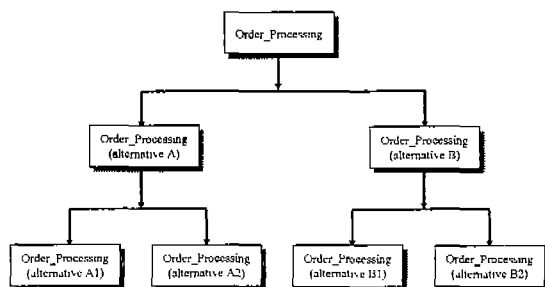 Order_Processing
Order_Processing
(alternative A)
Order_Processing
(alternative B)
Order_Processing
(alternative A1)
Order_Processing
(alternative A2)
Order_Processing
(alternative B1)
Order_Processing
(alternative B2)